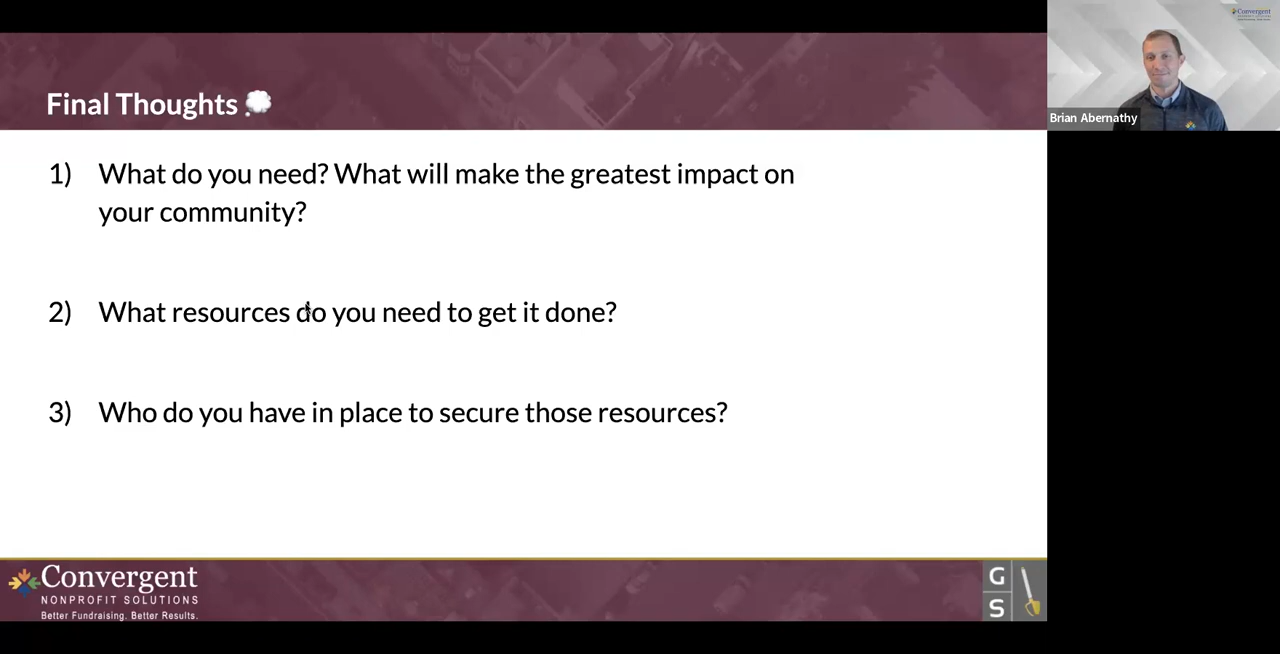 Final Thoughts
1) What do you need? What will make the greatest impact on
your community?
2) What resources do you need to get it done?
3) Who do you have in place to secure those resources?
Convergent
NONPROFIT SOLUTIONS
Better Fundraising. Better Results.
G
S
Convergent
Brian Abernathy